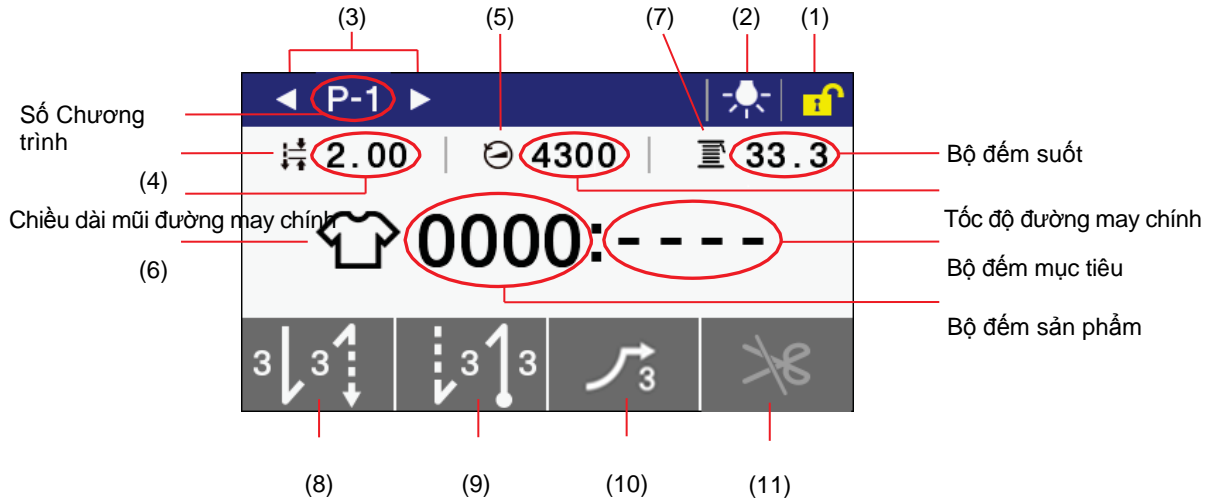 (3) (5) (7) (2) (1)
P-1
Số Chương
trình
2.00 4300 33.3
Bộ đếm suốt
(4)
Chiều dài mũi đường may chính
Tốc độ đường may chính
0000:----
(6)
Bộ đếm mục tiêu
Bộ đếm sản phẩm
3 3 3 3 3
(8) (9) (10) (11)